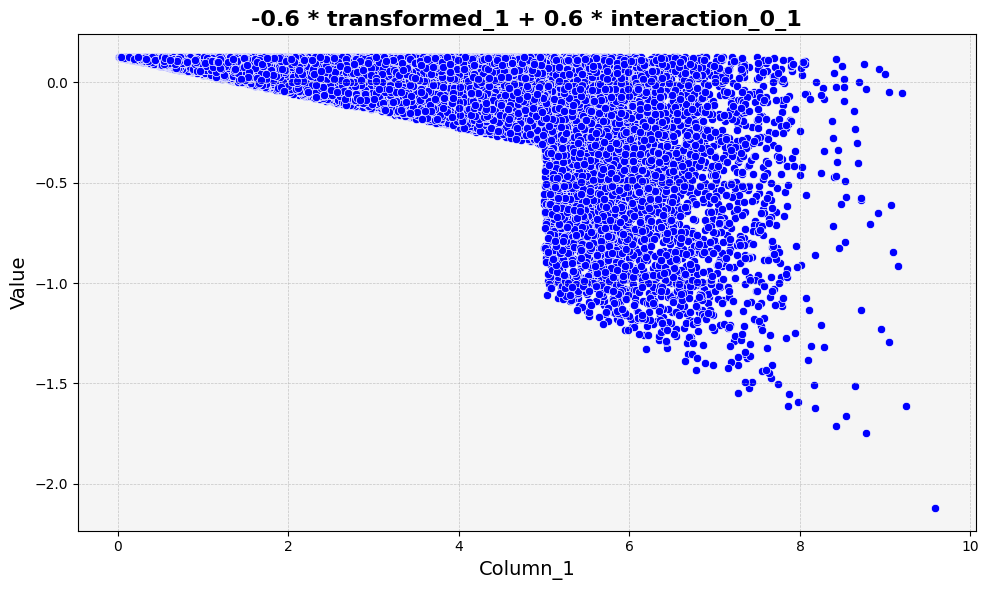 -0.6 * transformed_1 + 0.6 * interaction_0_1
Value
0.0
−0.5
−1.0
−1.5
−2.0
0 2 4 6 8 10
Column_1